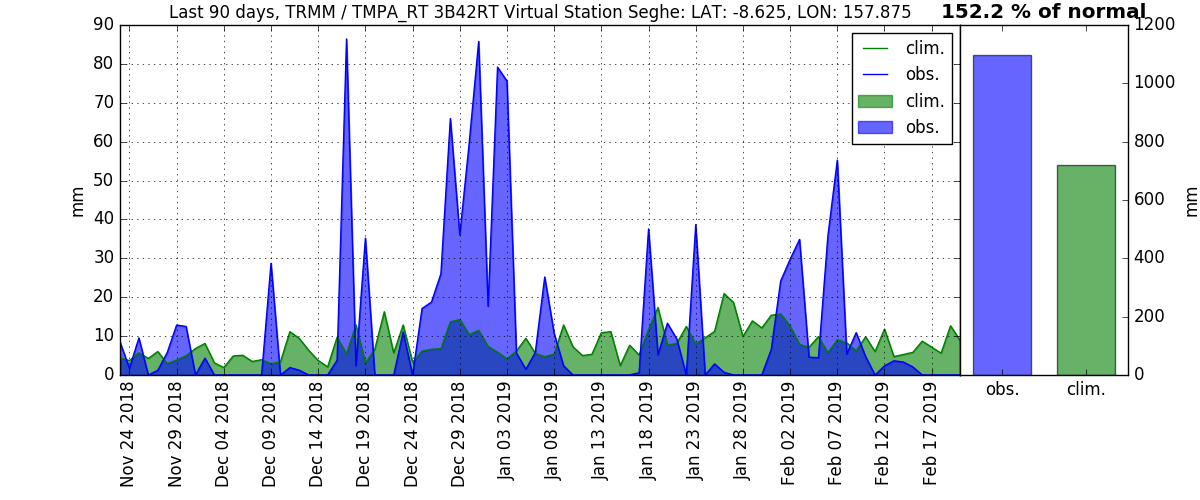 Last 90 days, TRMM / TMPA_RT 3B42RT Virtual Station Seghe: LAT: -8.625, LON: 157.875
152.2 % of normal
90
80
70
60
50
40
30
20
10
0
mm
clim.
obs.
clim.
obs.
1200
1000
800
600
400
200
0
mm
Nov 24 2018
Nov 29 2018
Dec 04 2018
Dec 09 2018
Dec 14 2018
Dec 19 2018
Dec 24 2018
Dec 29 2018
Jan 03 2019
Jan 08 2019
Jan 13 2019
Jan 18 2019
Jan 23 2019
Jan 28 2019
Feb 02 2019
Feb 07 2019
Feb 12 2019
Feb 17 2019
obs.
clim.